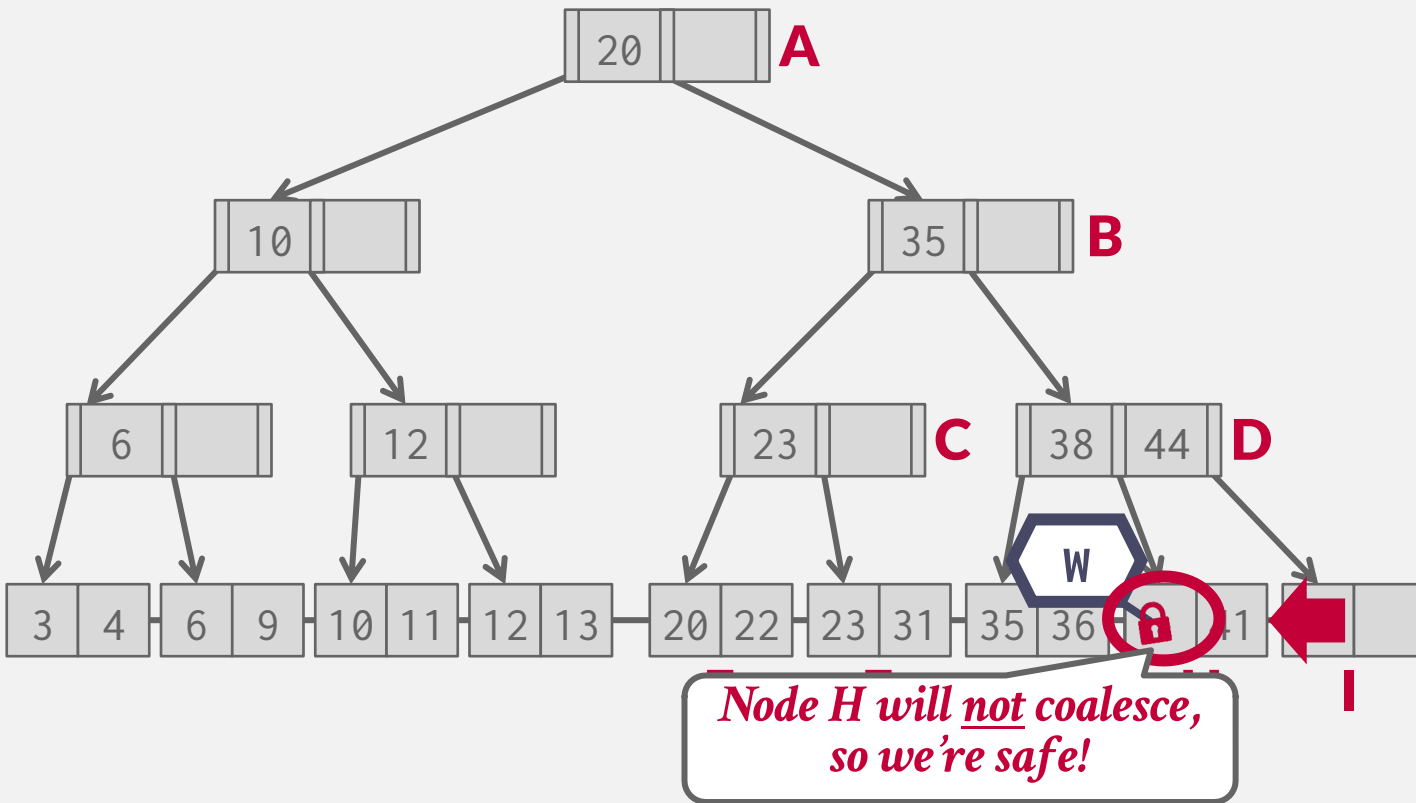 20 A
10 35 B
6 12 23 C 38 44 D
W
3 4 6 9 10 11 12 13 20 22 23 31 35 36 41
I
Node H will not coalesce,
so we're safe!